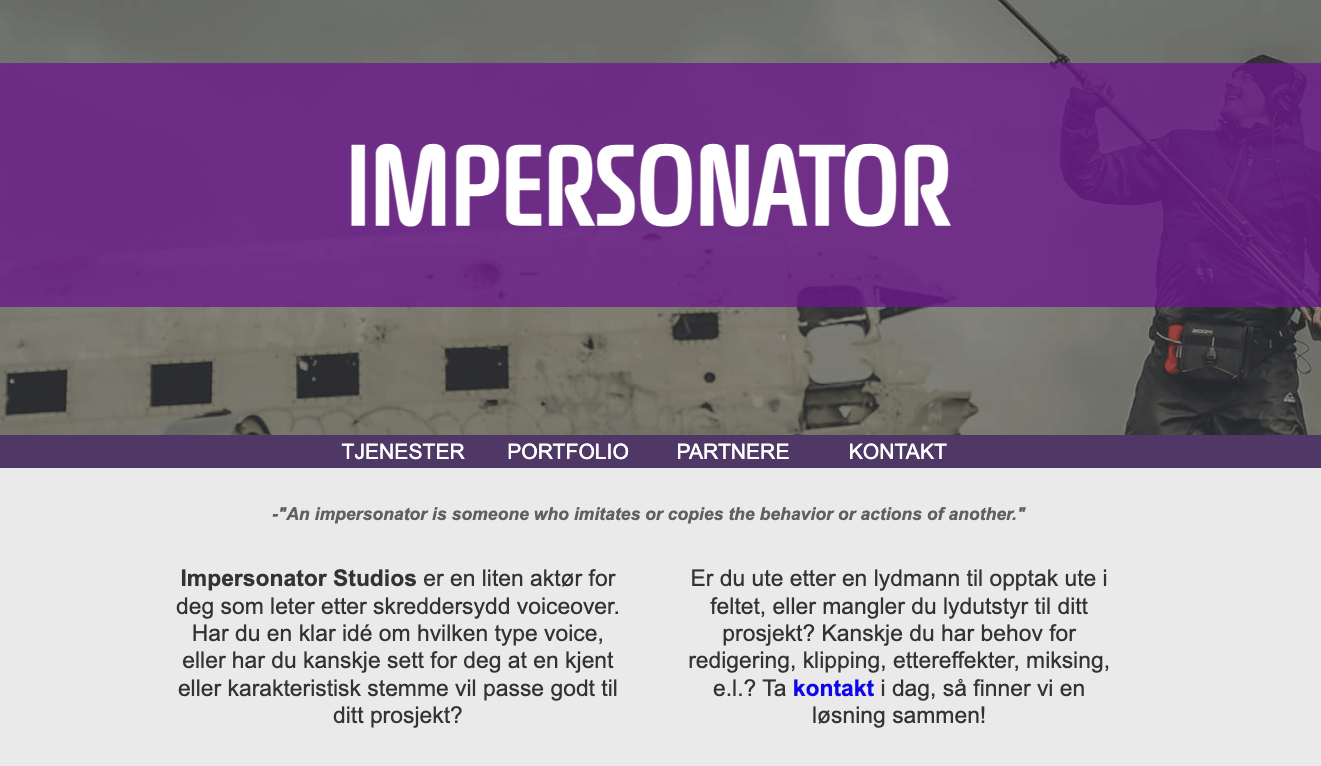 IMPERSONATOR
TJENESTER PORTFOLIO PARTNERE KONTAKT
-"An impersonator is someone who imitates or copies the behavior or actions of another."
Impersonator Studios er en liten aktør for
deg som leter etter skreddersydd voiceover.
Har du en klar idé om hvilken type voice,
eller har du kanskje sett for deg at en kjent
eller karakteristisk stemme vil passe godt til
ditt prosjekt?
Er du ute etter en lydmann til opptak ute i
feltet, eller mangler du lydutstyr til ditt
prosjekt? Kanskje du har behov for
redigering, klipping, ettereffekter, miksing,
e.l.? Ta kontakt i dag, så finner vi en
løsning sammen!